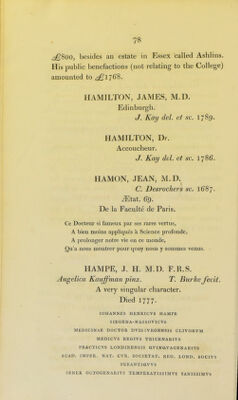 78
£800, besides an estate in Essex called Ashlins.
His public benefactions (not relating to the College)
amounted to £1768.
HAMILTON, JAMES, M.D.
Edinburgh.
J. Kay del. et sc. 1789.
HAMILTON, Dr.
Accoucheur.
J. Kay del. et sc. 1786.
HAMON, JEAN, M.D.
C. Desrochers sc. 1687.
Ætat. 69.
De la Faculté de Paris.
Ce Docteur si fameux par ses rares vertus,
A bien moins appliqués à Science profonde,
A prolonger notre vie en ce monde,
Qu'a nous montrer pour quoy nous y sommes venus.
HAMPE, J. H. M.D. F.R.S.
Angelica Kauffman pinx. T. Burke fecit.
A very singular character.
Died 1777.
IOHANNES HENRICVS HAMPE
SIEGENA-NASSOVICVS
MEDICINAE DOCTOR DVISBVRGENSIS CLIVORVM
MEDICVS REGIVS TRIERNARIVS
PRACTICVS LONDINENSIS QVINQVAGENARIVS
ACAD. IMPER. NAT. CVR. SOCIETAT. REG. LOND. SOCIVS
PERANTIQVVS
SENEX OCTOGENARIVS TEMPERATISSIMVS SANISSIMVS